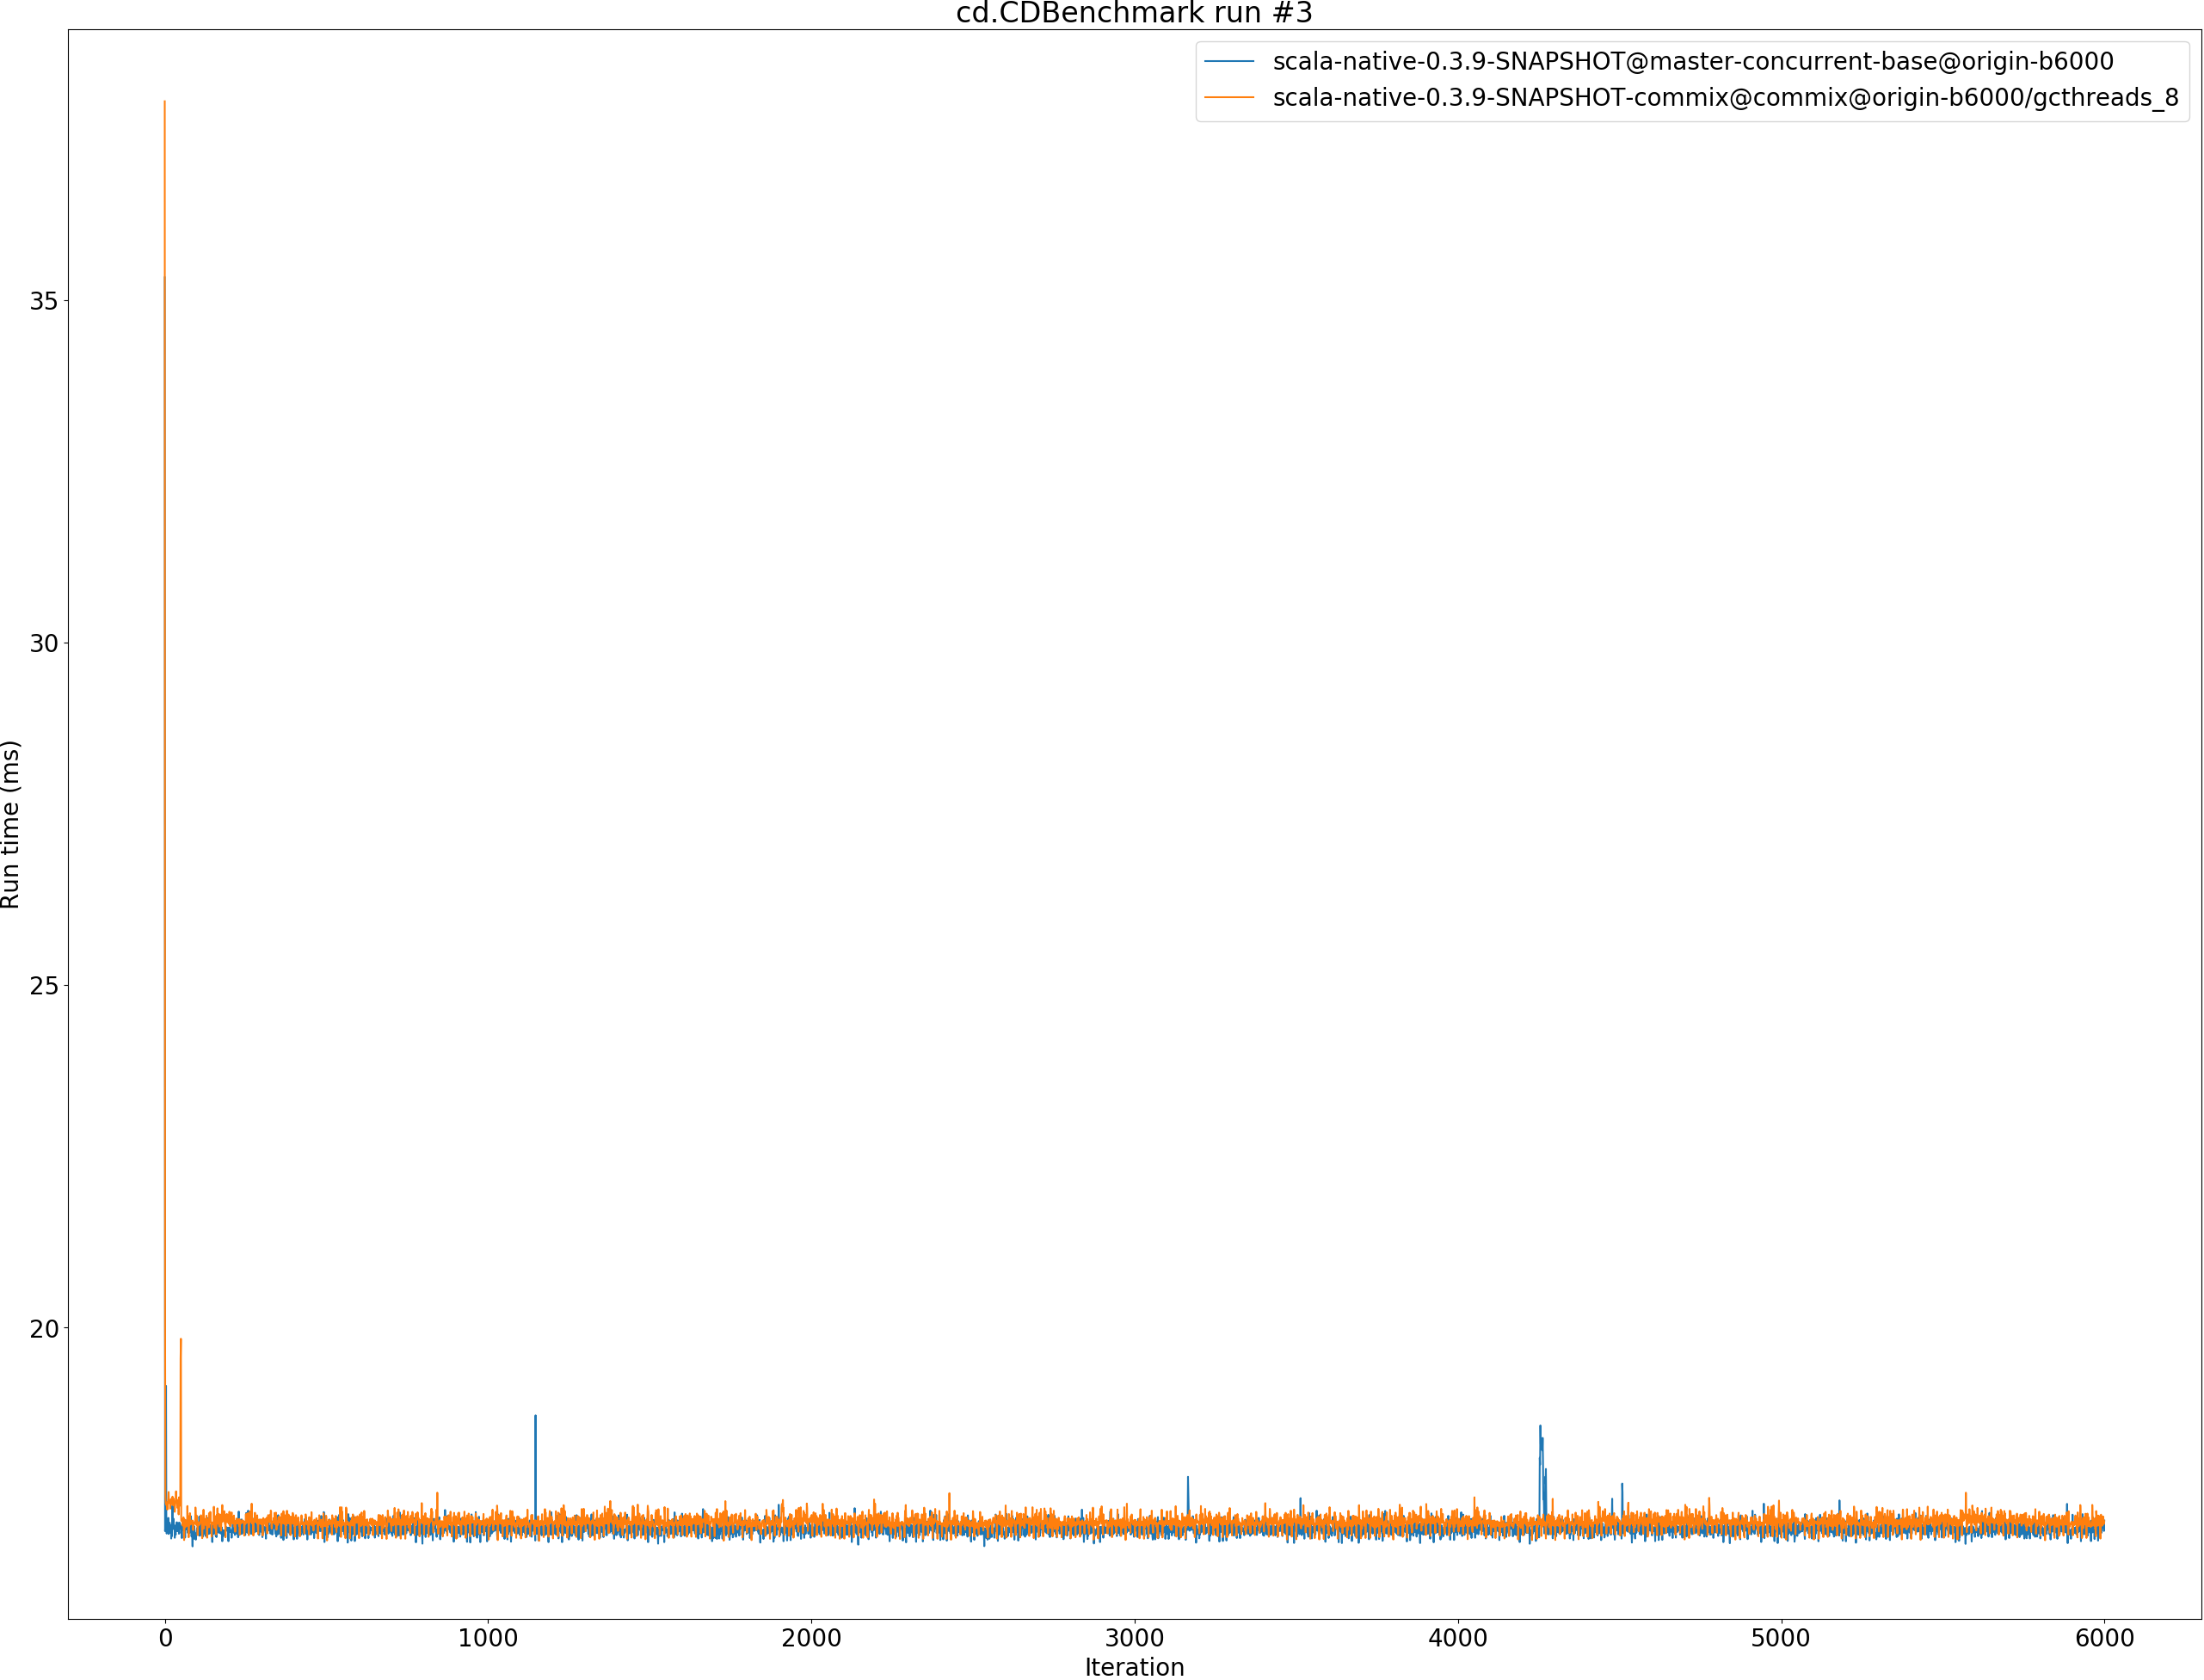 cd.CDBenchmark run #3
scala-native-0.3.9-SNAPSHOT@master-concurrent-base@origin-b6000
scala-native-0.3.9-SNAPSHOT-commix@commix@origin-b6000/gcthreads_8
35
30
25
20
Run time (ms)
0 1000 2000 3000 4000 5000 6000
Iteration